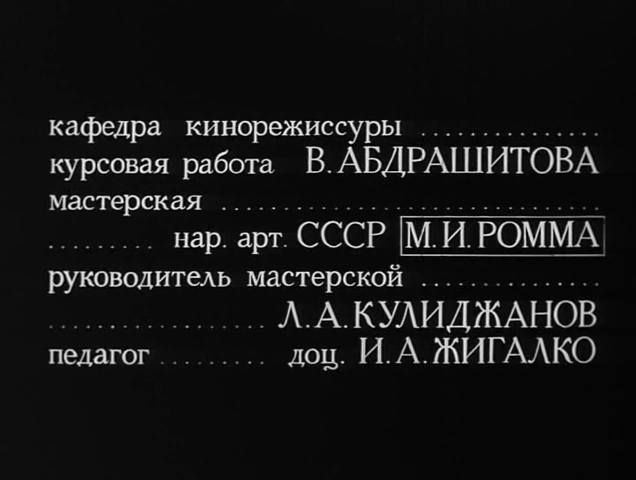 кафедра кинорежиссуры ................
курсовая работа В. АБДРАШИТОВА
мастерская ..................................
......... нар. арт. СССР М. И. РОММА
руководитель мастерской ................
.................... Л. А. КУЛИДЖАНОВ
педагог .......... доц. И. А. ЖИГАЛКО